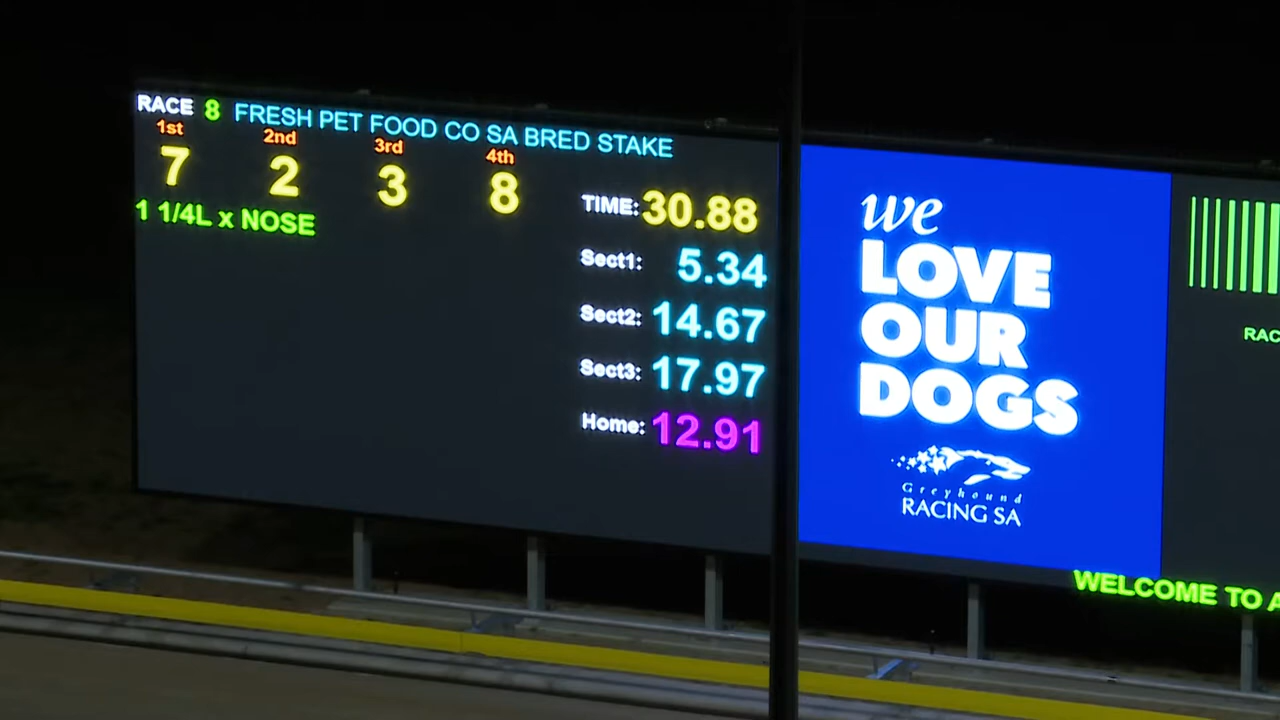 RACE 8 FRESH PET FOOD CO SA BRED STAKE
1st 2nd 3rd 4th
7 2 3 8
1 1/4L x NOSE
TIME: 30.88
Sect1: 5.34
Sect2: 14.67
Sect3: 17.97
Home: 12.91
we
LOVE
OUR
DOGS
Greyhound
RACING SA
WELCOME TO